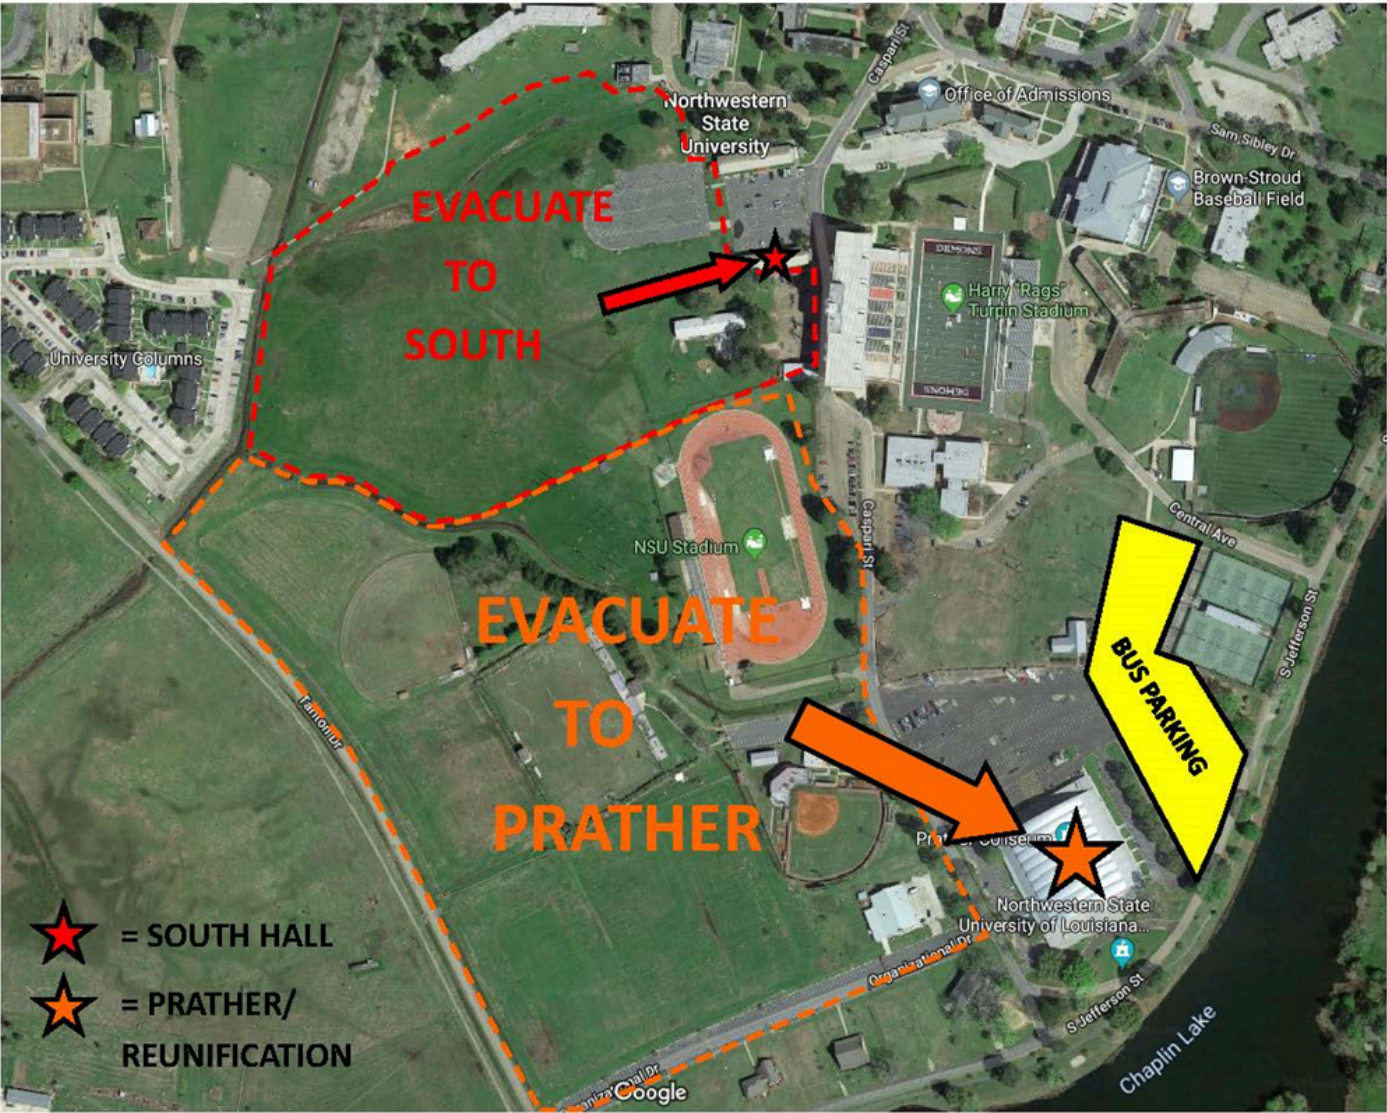 Caspari St
Office of Admissions
Northwestern
State
University
Sam Sibley Dr
Brown-Stroud
Baseball Field
EVACUATE
TO
SOUTH
DEMONS
Harry "Rags"
Turpin Stadium
DEMONS
University Columns
Central Ave
Caspari St
NSU Stadium
S Jefferson St
EVACUATE
TO
PRATHER
BUS PARKING
Tarlton Dr
Coliseum
Northwestern State
University of Louisiana...
= SOUTH HALL
= PRATHER/
REUNIFICATION
Organizational Dr
S Jefferson St
Chaplin Lake
Google